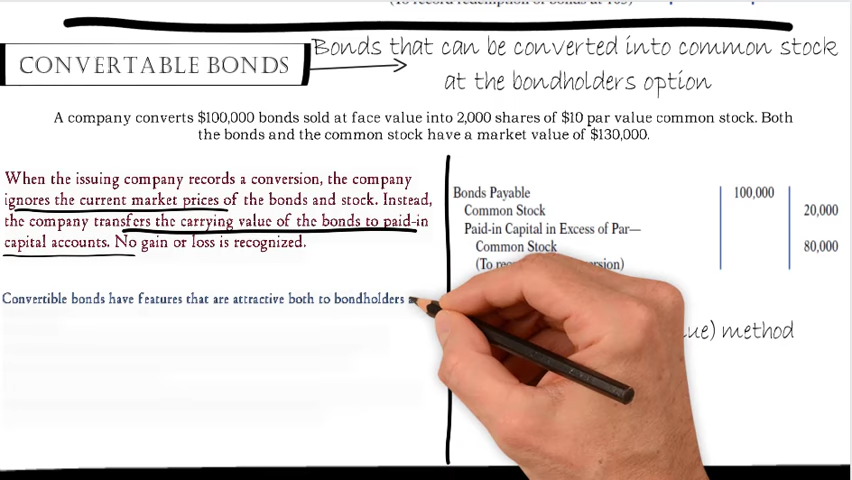 CONVERTABLE BONDS
Bonds that can be converted into common stock
at the bondholders option
A company converts $100,000 bonds sold at face value into 2,000 shares of $10 par value common stock. Both
the bonds and the common stock have a market value of $130,000.
When the issuing company records a conversion, the company
ignores the current market prices of the bonds and stock. Instead,
the company transfers the carrying value of the bonds to paid-in
capital accounts. No gain or loss is recognized.
Convertible bonds have features that are attractive both to bondholders
Bonds Payable 100,000
Common Stock 20,000
Paid-in Capital in Excess of Par—
Common Stock 80,000
(To
method